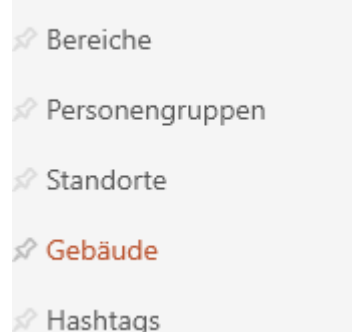 Bereiche
Personengruppen
Standorte
Gebäude
Hashtags